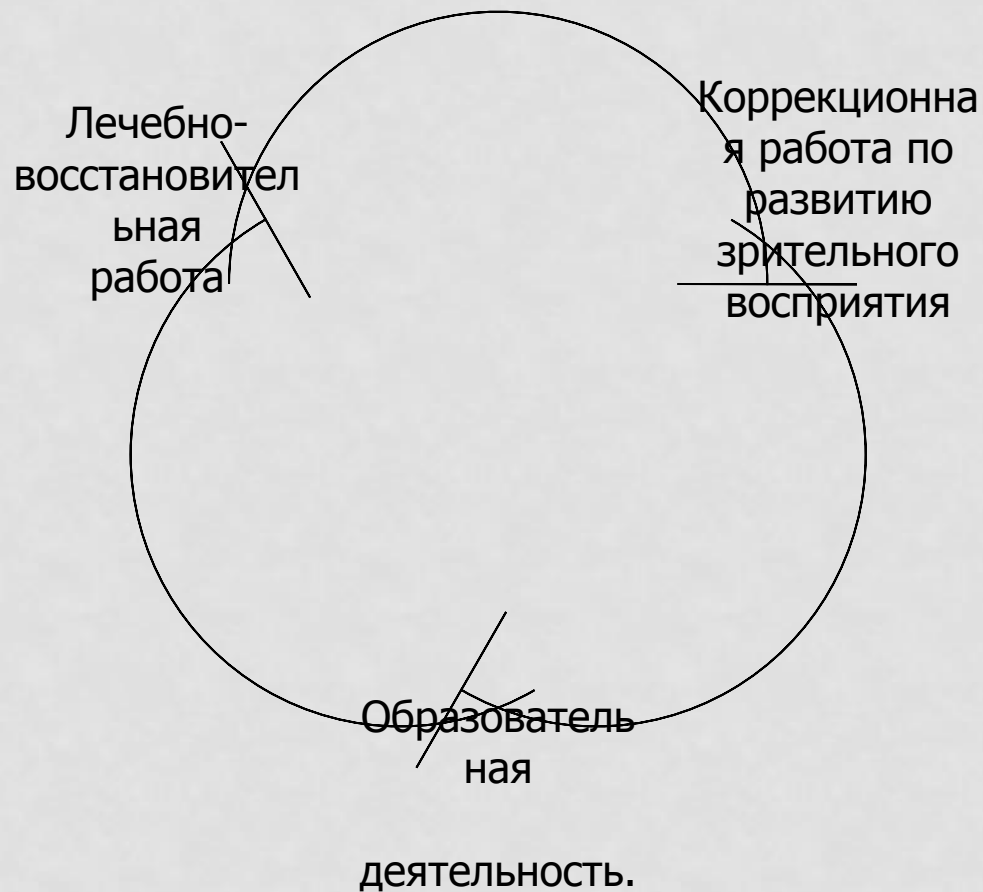 Лечебно-
восстановител
ьная
работа
Коррекционна
я работа по
развитию
зрительного
восприятия
Образователь
ная
деятельность.